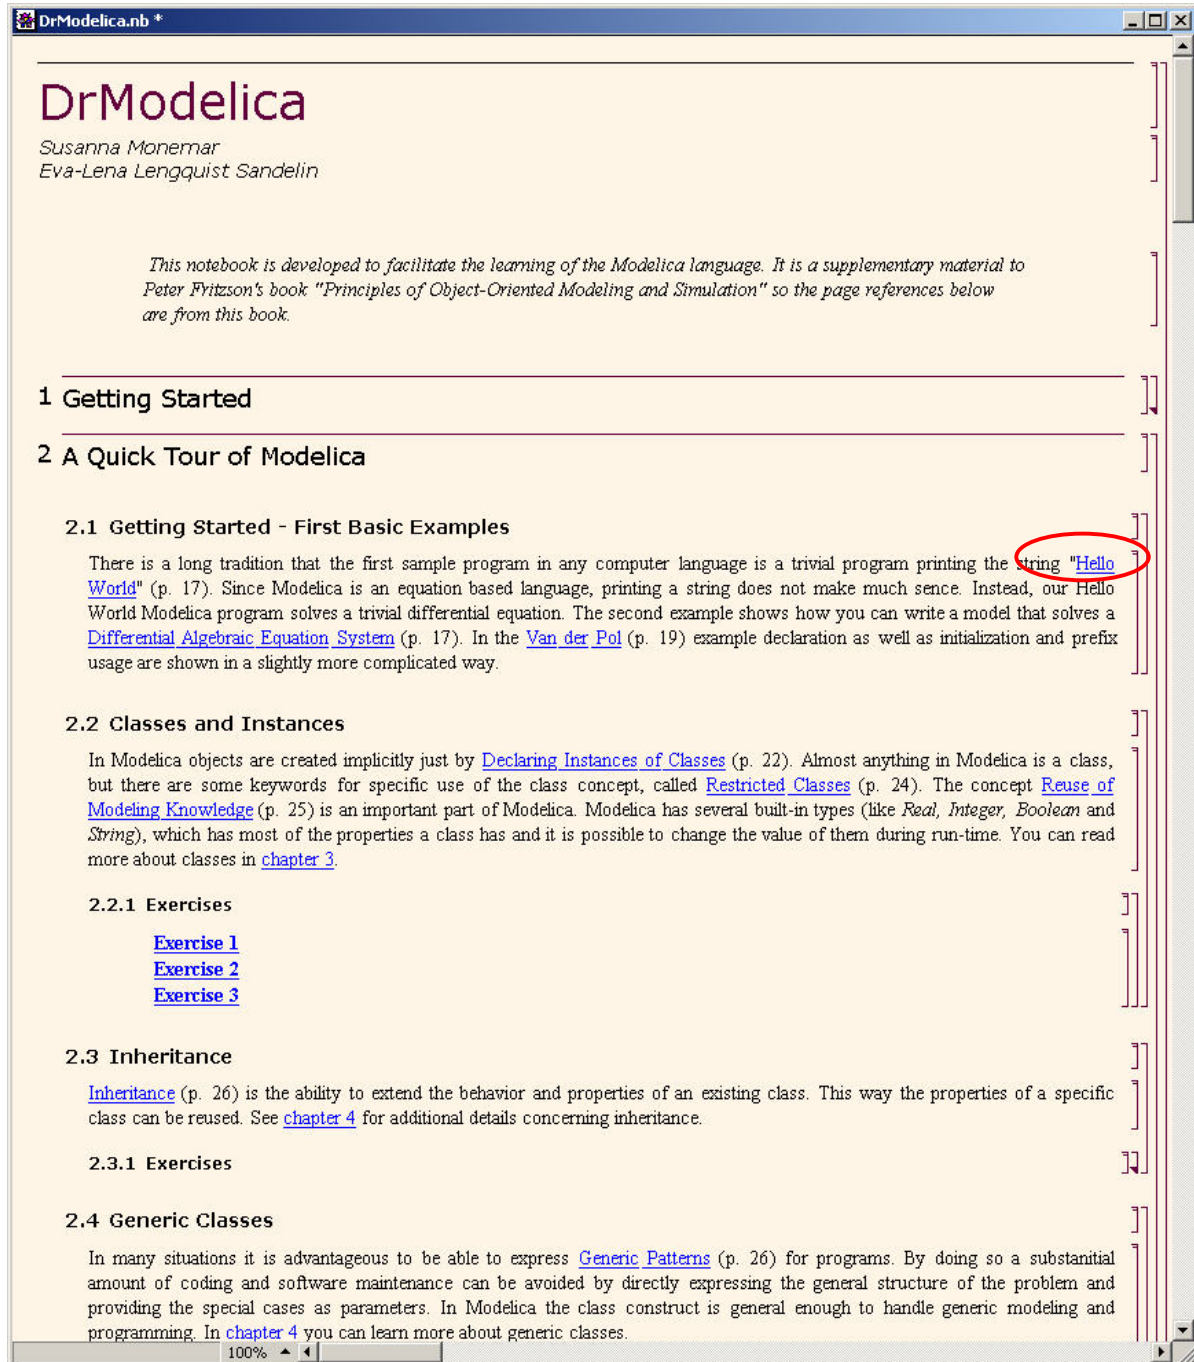 DrModelica.nb *
DrModelica
Susanna Monemar
Eva-Lena Lengquist Sandelin
This notebook is developed to facilitate the learning of the Modelica language. It is a supplementary material to
Peter Fritzson's book "Principles of Object-Oriented Modeling and Simulation" so the page references below
are from this book.
1 Getting Started
2 A Quick Tour of Modelica
2.1 Getting Started - First Basic Examples
There is a long tradition that the first sample program in any computer language is a trivial program printing the string "Hello
World" (p. 17). Since Modelica is an equation based language, printing a string does not make much sence. Instead, our Hello
World Modelica program solves a trivial differential equation. The second example shows how you can write a model that solves a
Differential Algebraic Equation System (p. 17). In the Van der Pol (p. 19) example declaration as well as initialization and prefix
usage are shown in a slightly more complicated way.
2.2 Classes and Instances
In Modelica objects are created implicitly just by Declaring Instances of Classes (p. 22). Almost anything in Modelica is a class,
but there are some keywords for specific use of the class concept, called Restricted Classes (p. 24). The concept Reuse of
Modeling Knowledge (p. 25) is an important part of Modelica. Modelica has several built-in types (like Real, Integer, Boolean and
String), which has most of the properties a class has and it is possible to change the value of them during run-time. You can read
more about classes in chapter 3.
2.2.1 Exercises
Exercise 1
Exercise 2
Exercise 3
2.3 Inheritance
Inheritance (p. 26) is the ability to extend the behavior and properties of an existing class. This way the properties of a specific
class can be reused. See chapter 4 for additional details concerning inheritance.
2.3.1 Exercises
2.4 Generic Classes
In many situations it is advantageous to be able to express Generic Patterns (p. 26) for programs. By doing so a substanitial
amount of coding and software maintenance can be avoided by directly expressing the general structure of the problem and
providing the special cases as parameters. In Modelica the class construct is general enough to handle generic modeling and
programming. In chapter 4 you can learn more about generic classes.
100%